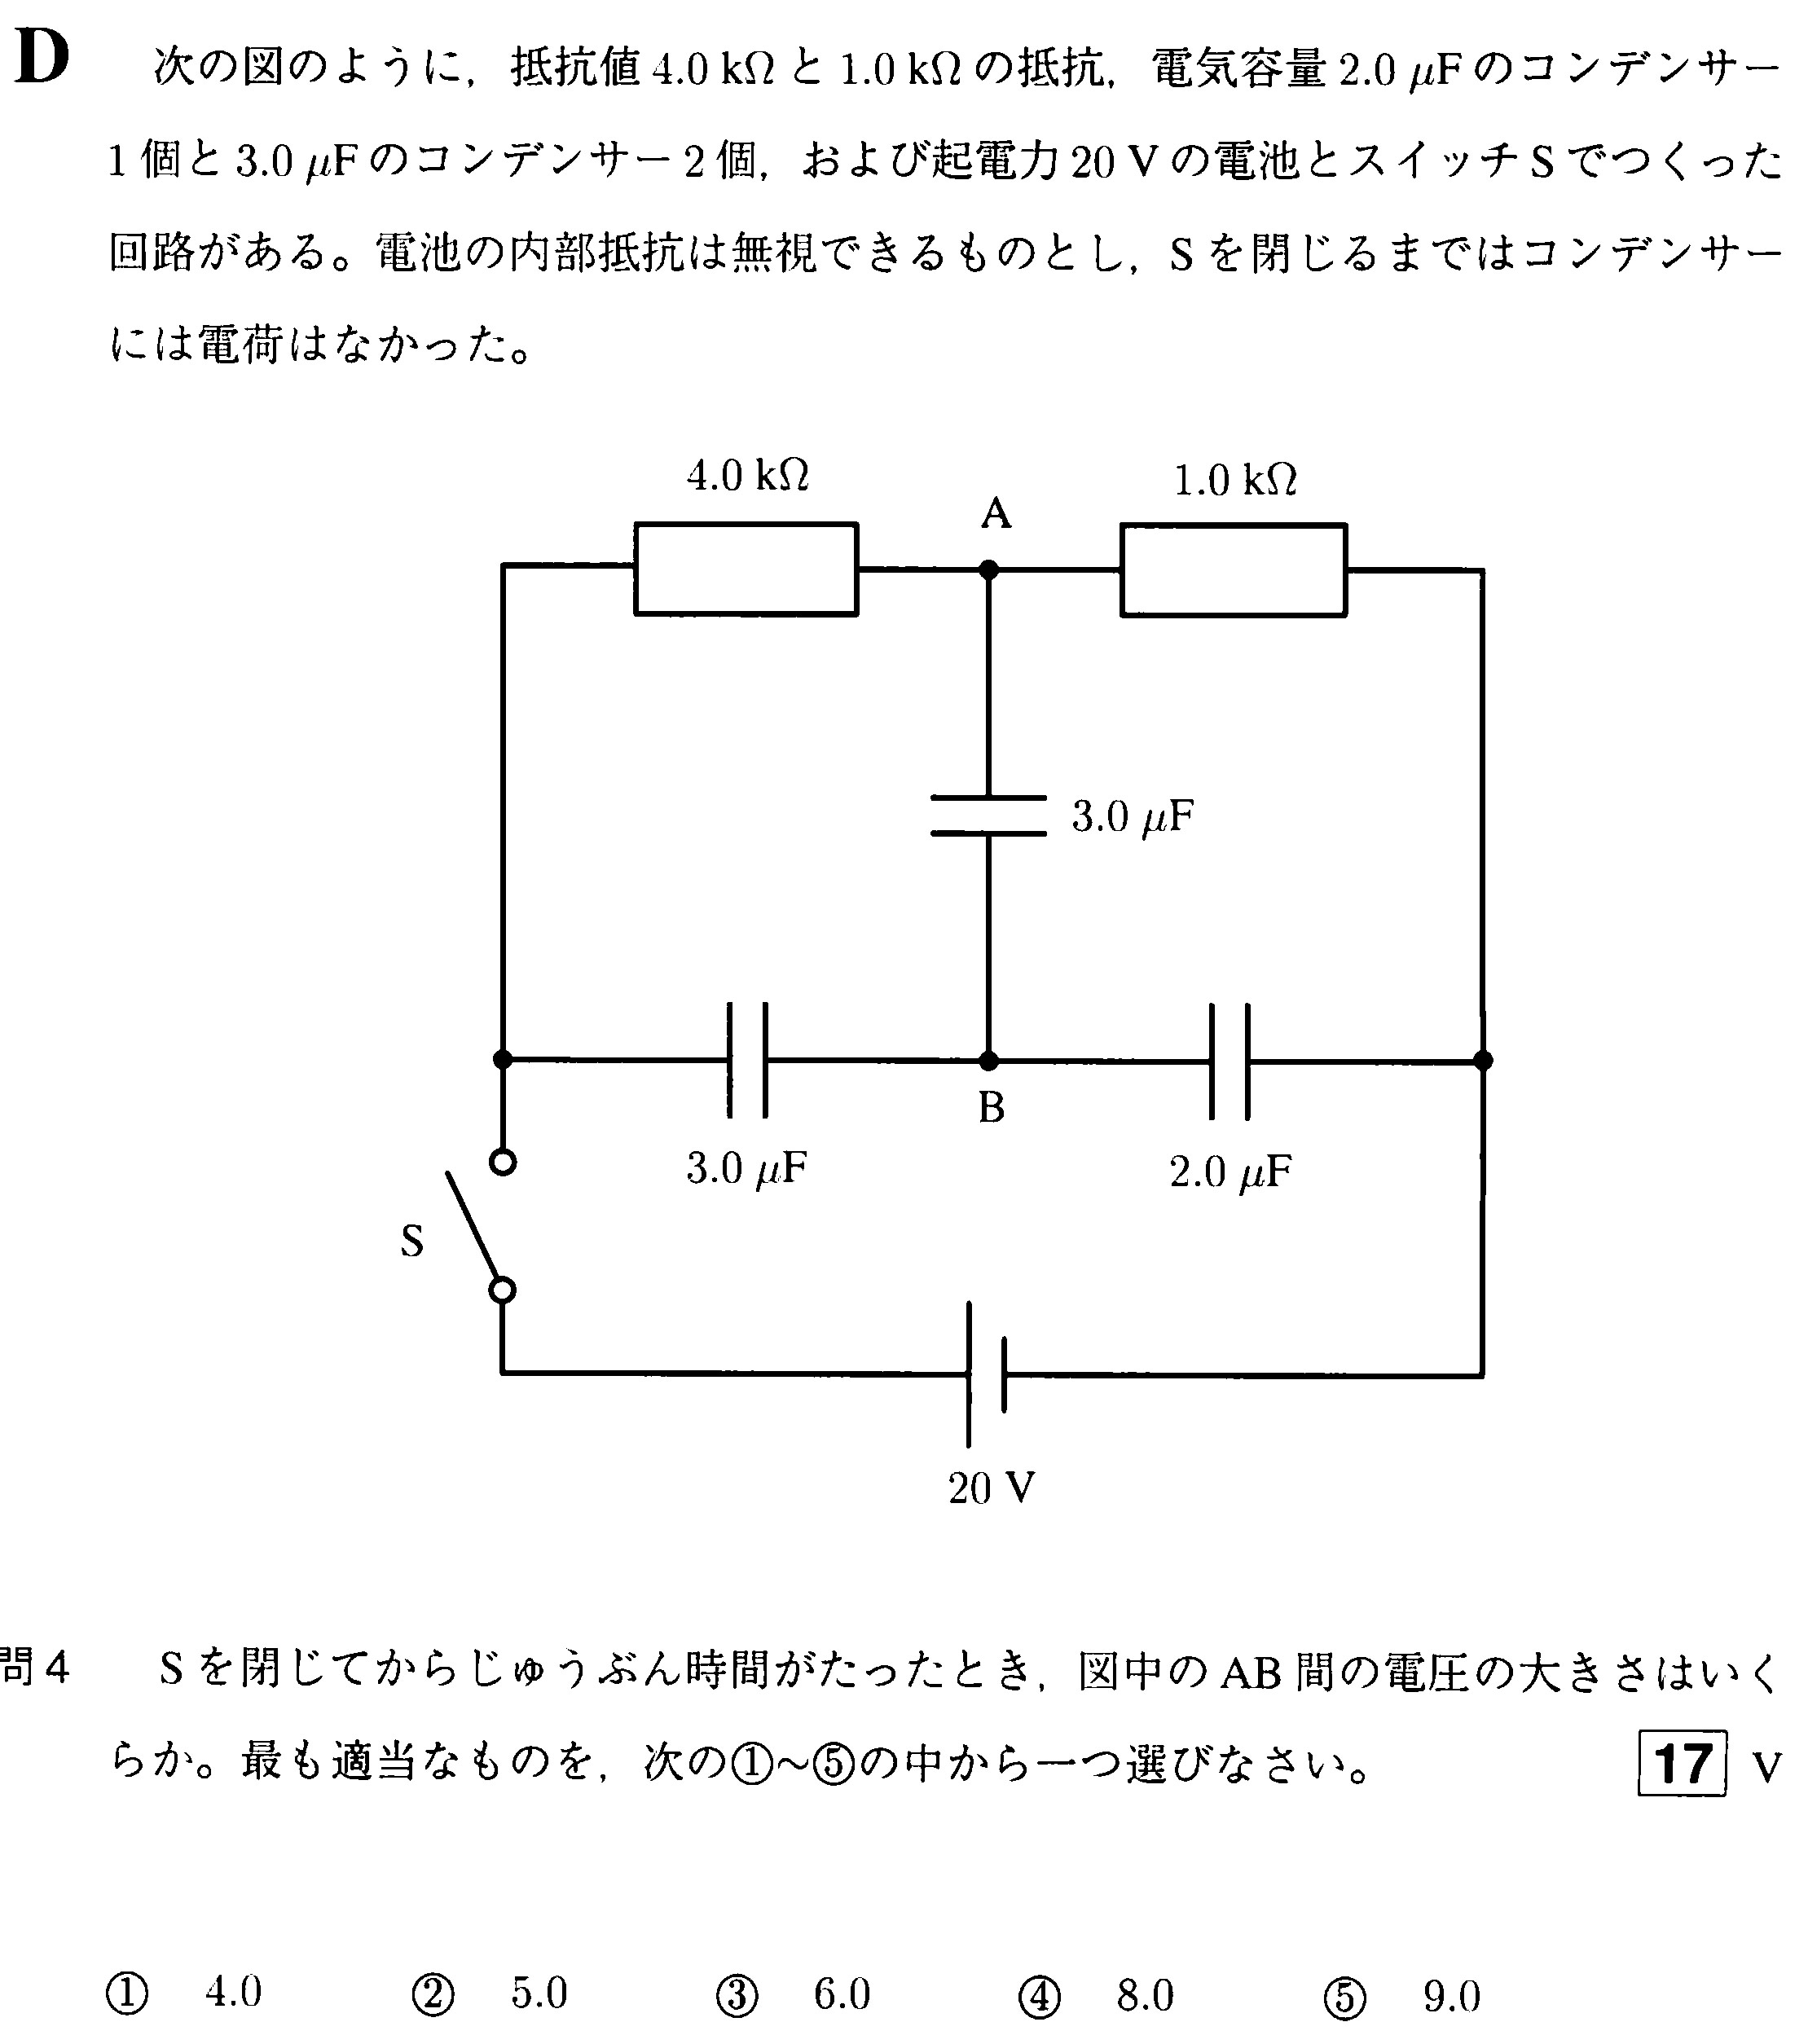 D 次の図のように，抵抗値 4.0 kΩ と 1.0 kΩ の抵抗，電気容量 2.0 μF のコンデンサー
1 個と 3.0 μF のコンデンサー 2 個，および起電力 20 V の電池とスイッチ S でつくった
回路がある。電池の内部抵抗は無視できるものとし，S を閉じるまではコンデンサー
には電荷はなかった。
4.0 kΩ
1.0 kΩ
A
3.0 μF
B
3.0 μF
2.0 μF
S
20 V
問 4 S を閉じてからじゅうぶん時間がたったとき，図中の AB 間の電圧の大きさはいく
らか。最も適当なものを，次の①～⑤の中から一つ選びなさい。 17 V
① 4.0 ② 5.0 ③ 6.0 ④ 8.0 ⑤ 9.0